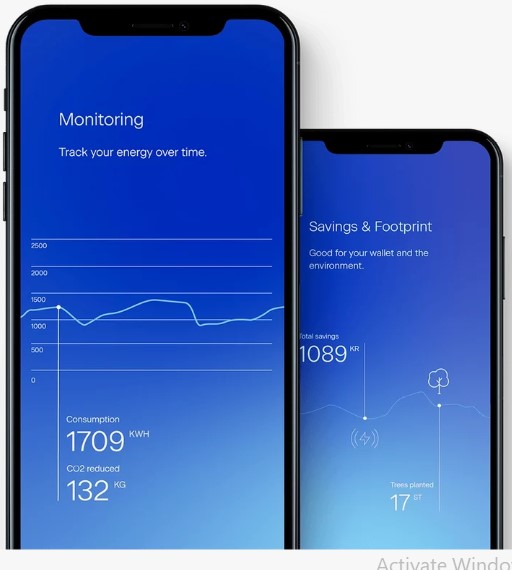 Monitoring
Track your energy over time.
2500
2000
1500
1000
500
0
Consumption
1709 KWH
CO2 reduced
132 KG
Savings & Footprint
Good for your wallet and the
environment.
Total savings
1089 KR
Trees planted
17 ST
Activate Windo